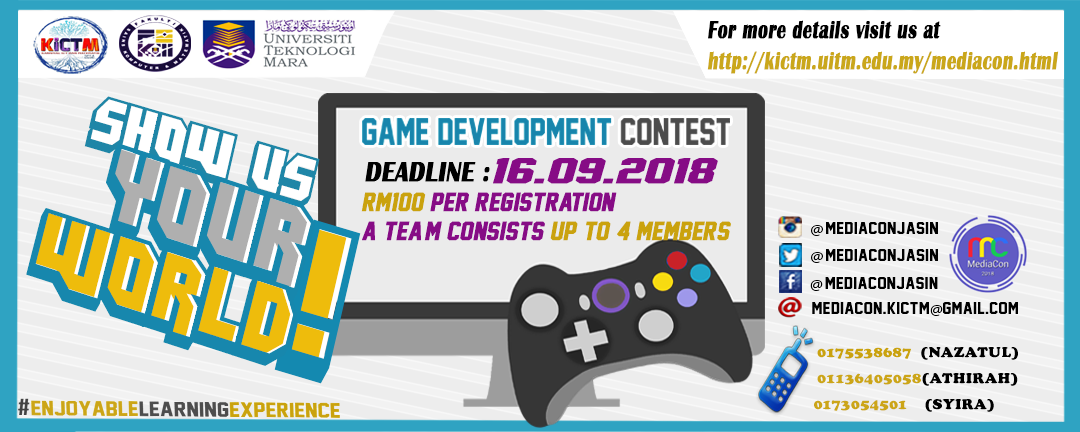 KICTM
UNIVERSITI
TEKNOLOGI
MARA
For more details visit us at
http://kictm.uitm.edu.my/mediacon.html
SHOW US
YOUR
WORLD!
GAME DEVELOPMENT CONTEST
DEADLINE : 16.09.2018
RM100 PER REGISTRATION
A TEAM CONSISTS UP TO 4 MEMBERS
@MEDIACONJASIN
@MEDIACONJASIN
@MEDIACONJASIN
MEDIACON.KICTM@GMAIL.COM
MediaCon
2018
0175538687 (NAZATUL)
01136405058 (ATHIRAH)
0173054501 (SYIRA)
#ENJOYABLELEARNINGEXPERIENCE